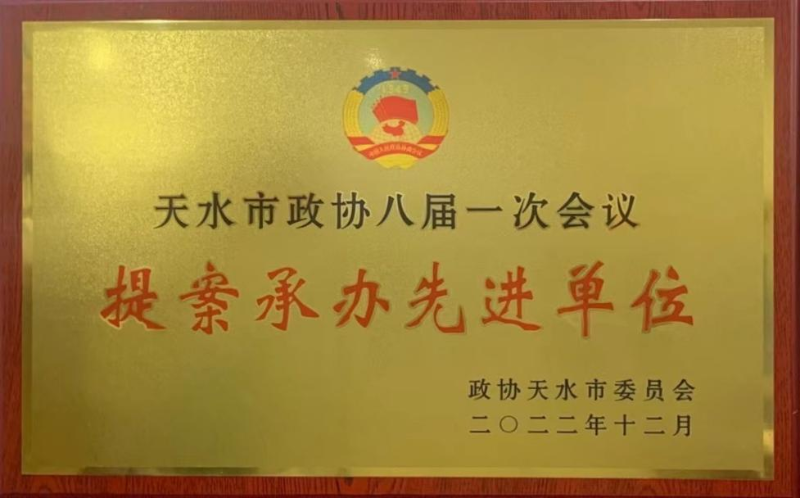 天水市政协八届一次会议
提案承办先进单位
政协天水市委员会
二〇二二年十二月